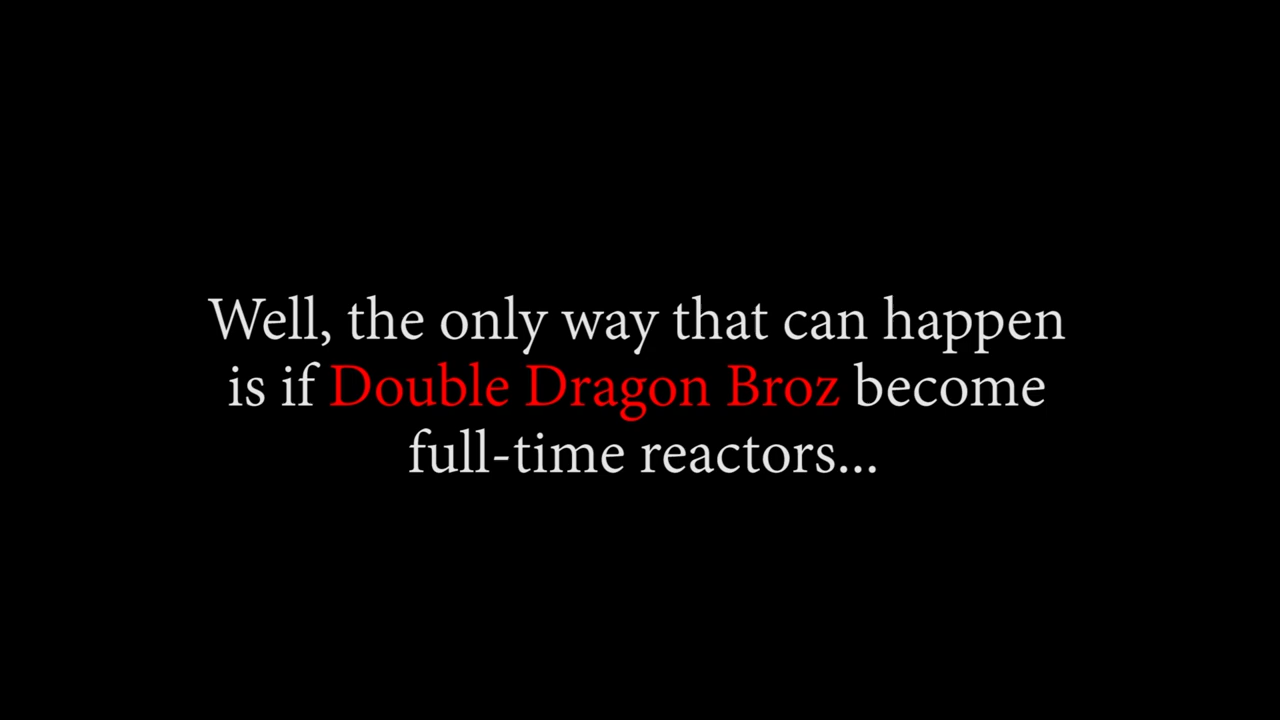 Well, the only way that can happen
is if Double Dragon Broz become
full-time reactors...